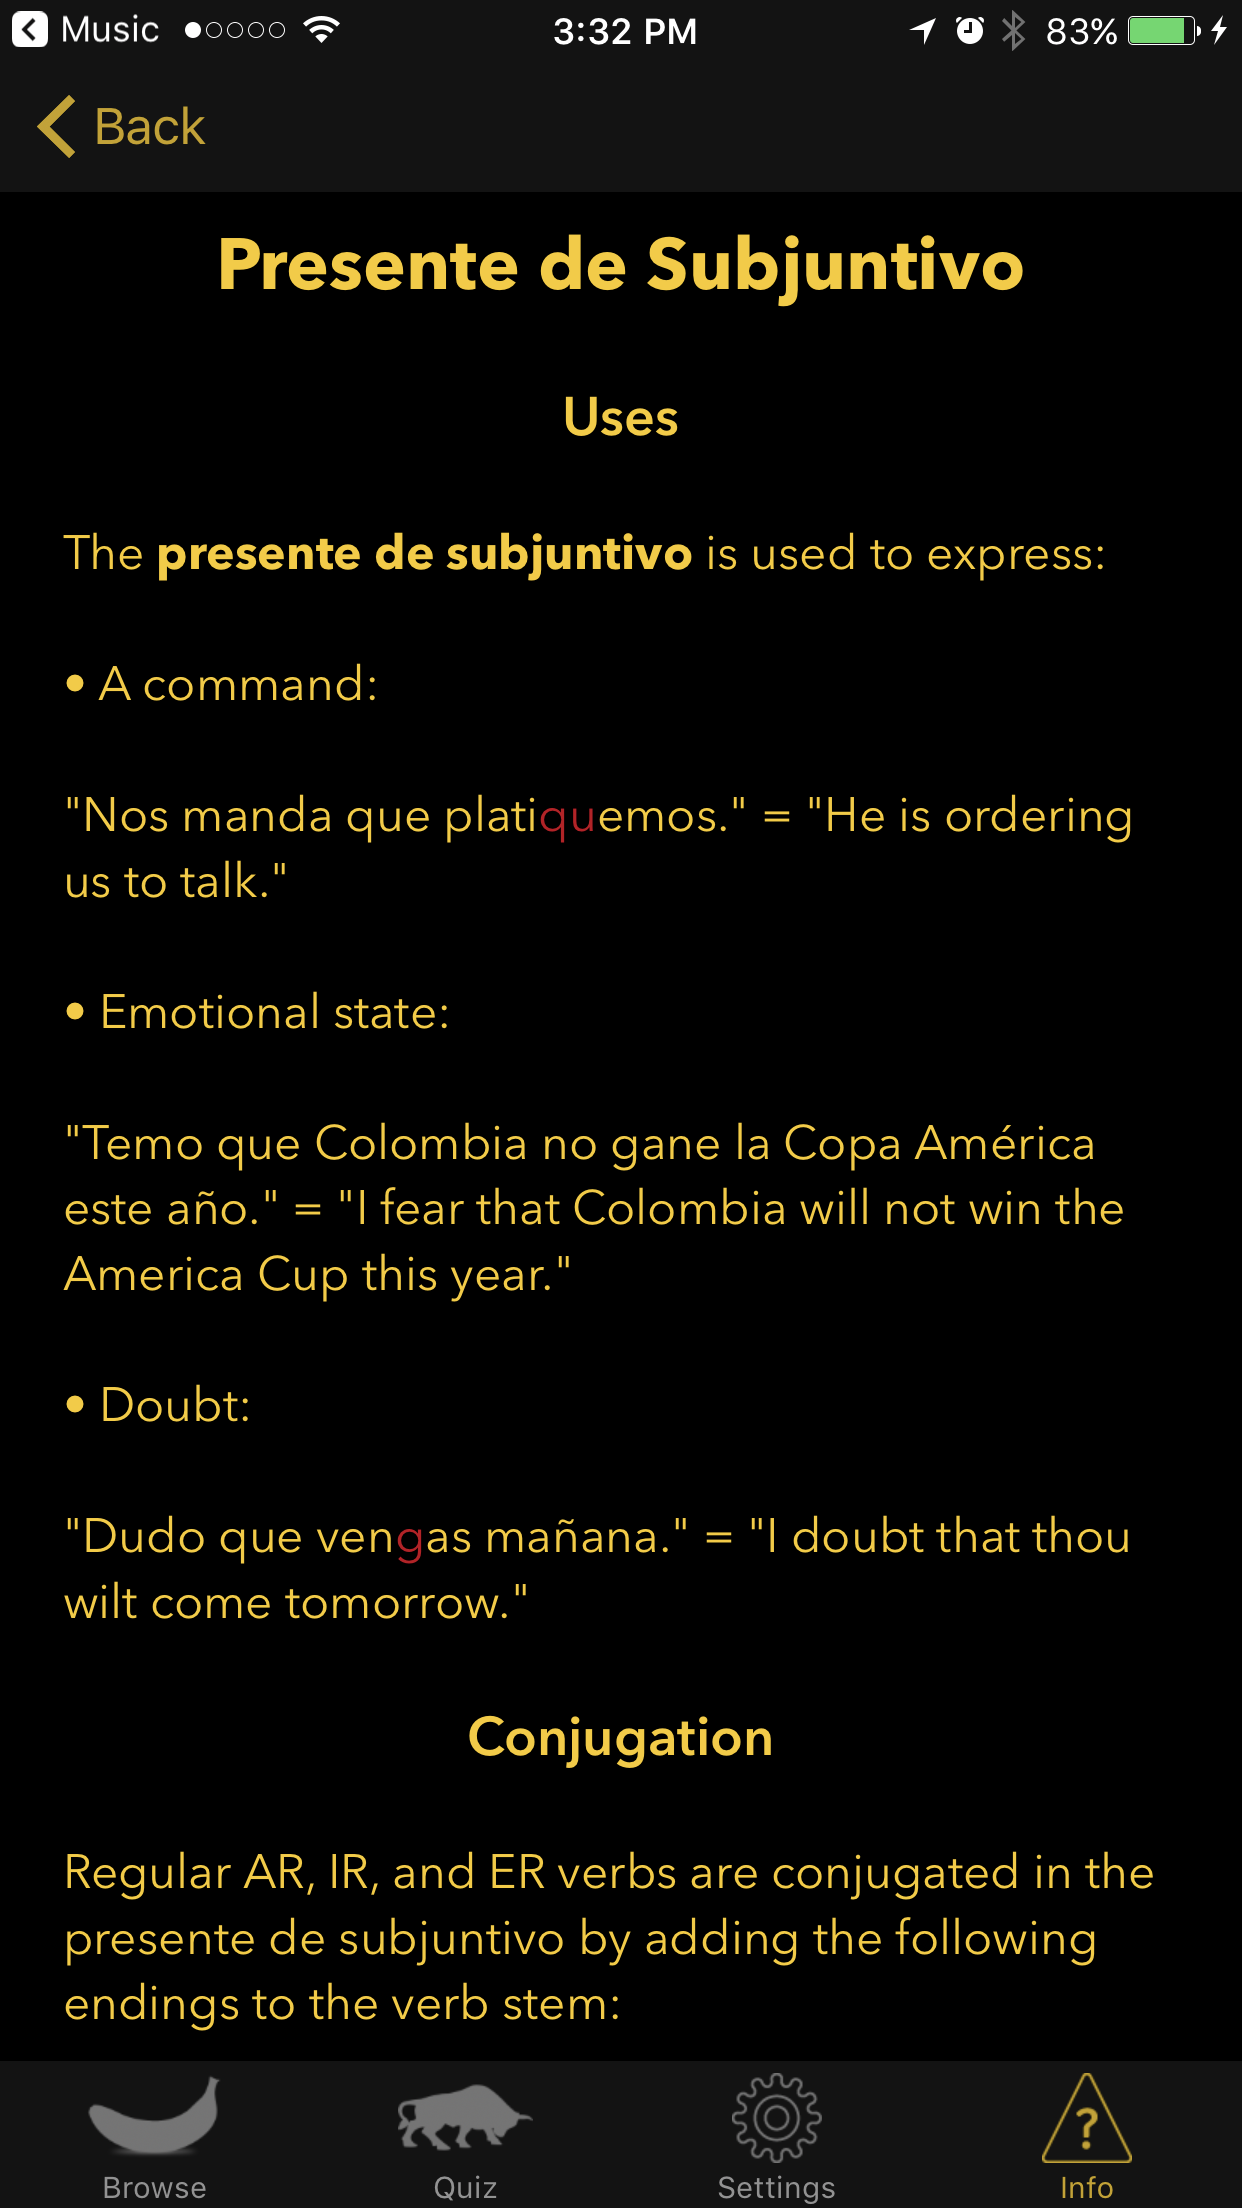 Music 3:32 PM 83%
Back
Presente de Subjuntivo
Uses
The presente de subjuntivo is used to express:
• A command:
"Nos manda que platiquemos." = "He is ordering
us to talk."
• Emotional state:
"Temo que Colombia no gane la Copa América
este año." = "I fear that Colombia will not win the
America Cup this year."
• Doubt:
"Dudo que vengas mañana." = "I doubt that thou
wilt come tomorrow."
Conjugation
Regular AR, IR, and ER verbs are conjugated in the
presente de subjuntivo by adding the following
endings to the verb stem:
?
Browse Quiz Settings Info